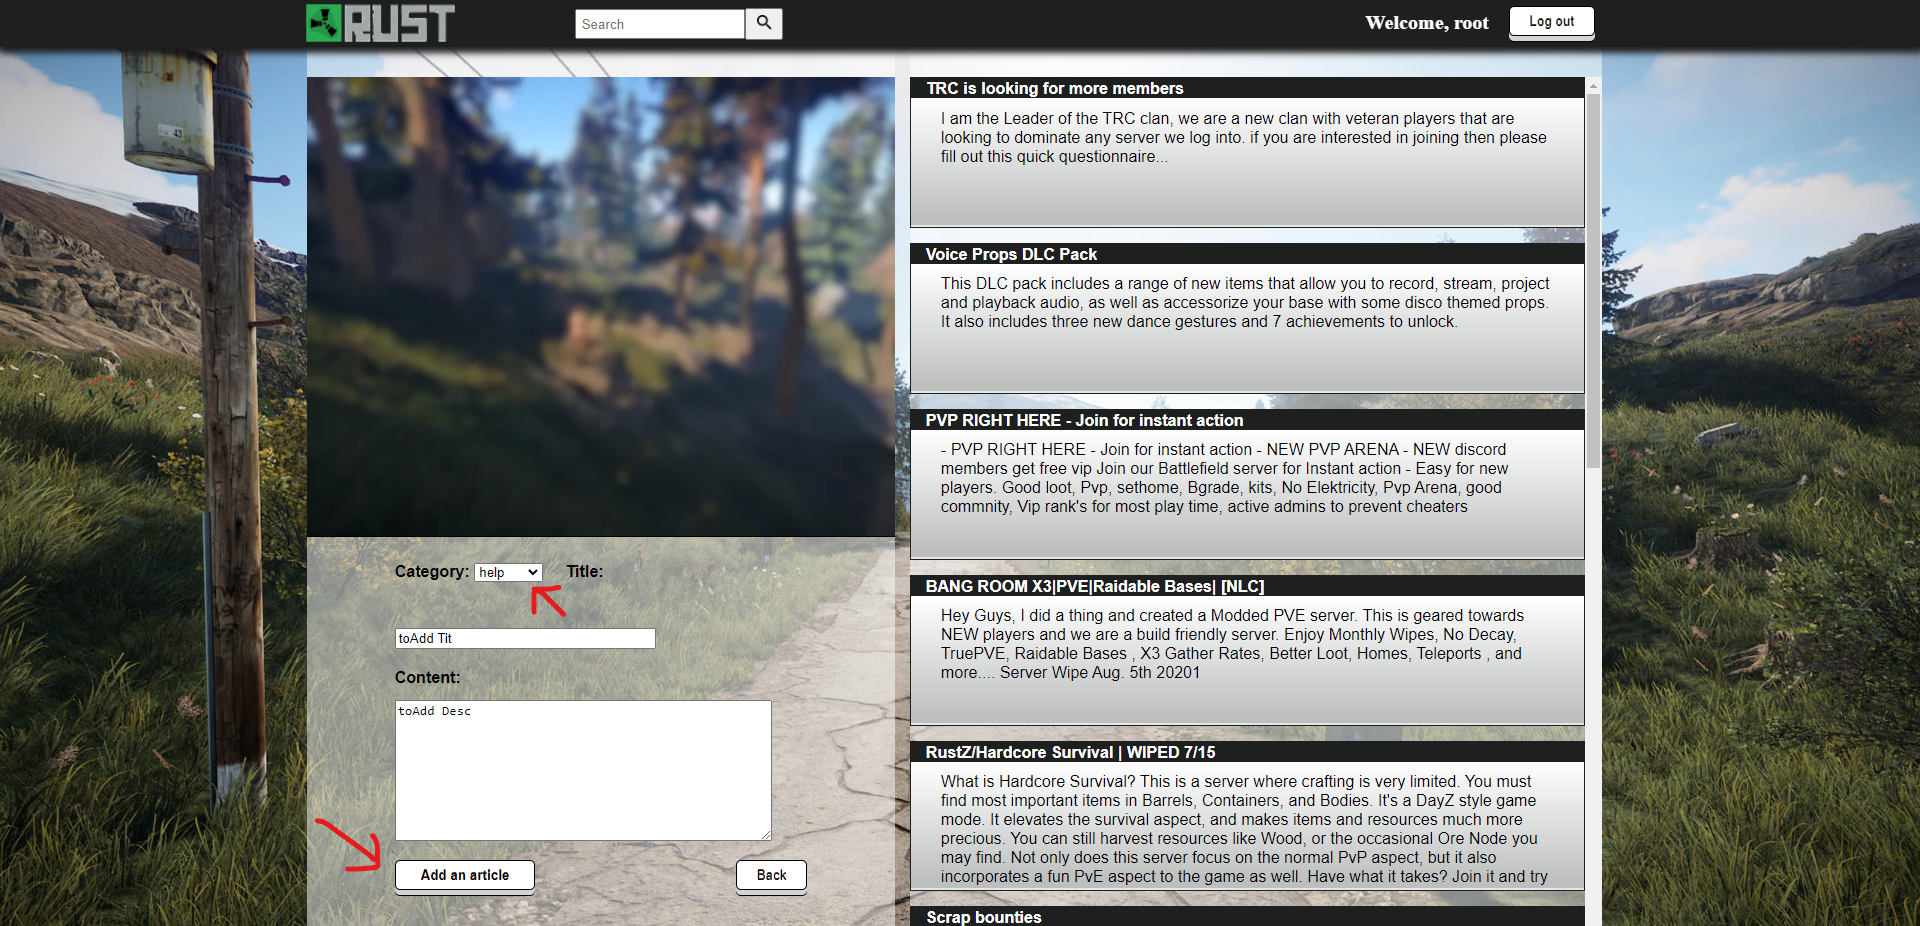 RUST
Search
Welcome, root
Log out
43
TRC is looking for more members
I am the Leader of the TRC clan, we are a new clan with veteran players that are
looking to dominate any server we log into. if you are interested in joining then please
fill out this quick questionnaire...
Voice Props DLC Pack
This DLC pack includes a range of new items that allow you to record, stream, project
and playback audio, as well as accessorize your base with some disco themed props.
It also includes three new dance gestures and 7 achievements to unlock.
PVP RIGHT HERE - Join for instant action
- PVP RIGHT HERE - Join for instant action - NEW PVP ARENA - NEW discord
members get free vip Join our Battlefield server for Instant action - Easy for new
players. Good loot, Pvp, sethome, Bgrade, kits, No Elektricity, Pvp Arena, good
commnity, Vip rank's for most play time, active admins to prevent cheaters
BANG ROOM X3|PVE|Raidable Bases| [NLC]
Hey Guys, I did a thing and created a Modded PVE server. This is geared towards
NEW players and we are a build friendly server. Enjoy Monthly Wipes, No Decay,
TruePVE, Raidable Bases , X3 Gather Rates, Better Loot, Homes, Teleports , and
more.... Server Wipe Aug. 5th 20201
RustZ/Hardcore Survival | WIPED 7/15
What is Hardcore Survival? This is a server where crafting is very limited. You must
find most important items in Barrels, Containers, and Bodies. It's a DayZ style game
mode. It elevates the survival aspect, and makes items and resources much more
precious. You can still harvest resources like Wood, or the occasional Ore Node you
may find. Not only does this server focus on the normal PvP aspect, but it also
incorporates a fun PvE aspect to the game as well. Have what it takes? Join it and try
Scrap bounties
Category: help Title:
toAdd Tit
Content:
toAdd Desc
Add an article
Back